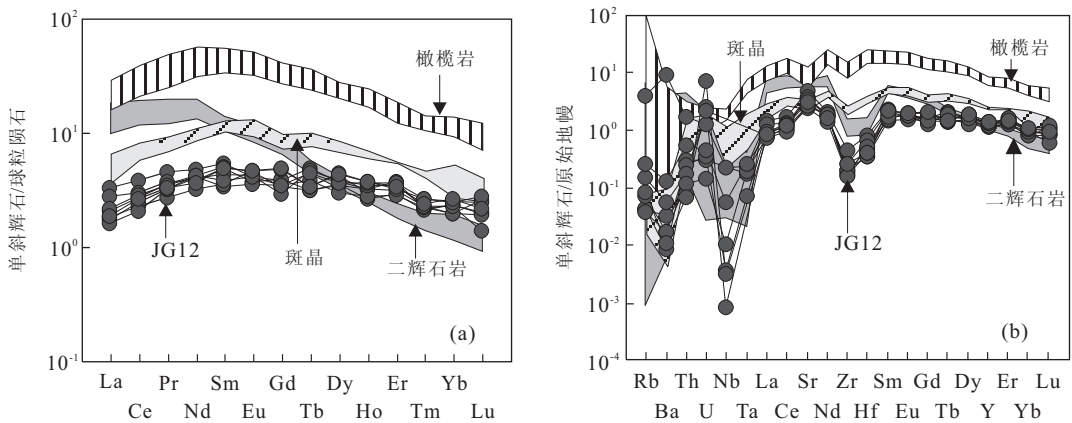 10²
10¹
10⁰
10⁻¹
单斜辉石/球粒陨石
橄榄岩
JG12
斑晶
二辉石岩
(a)
La Pr Sm Gd Dy Er Yb
Ce Nd Eu Tb Ho Tm Lu
10²
10¹
10⁰
10⁻¹
10⁻²
10⁻³
10⁻⁴
单斜辉石/原始地幔
斑晶
橄榄岩
二辉石岩
JG12
(b)
Rb Th Nb La Sr Zr Sm Gd Dy Er Lu
Ba U Ta Ce Nd Hf Eu Tb Y Yb